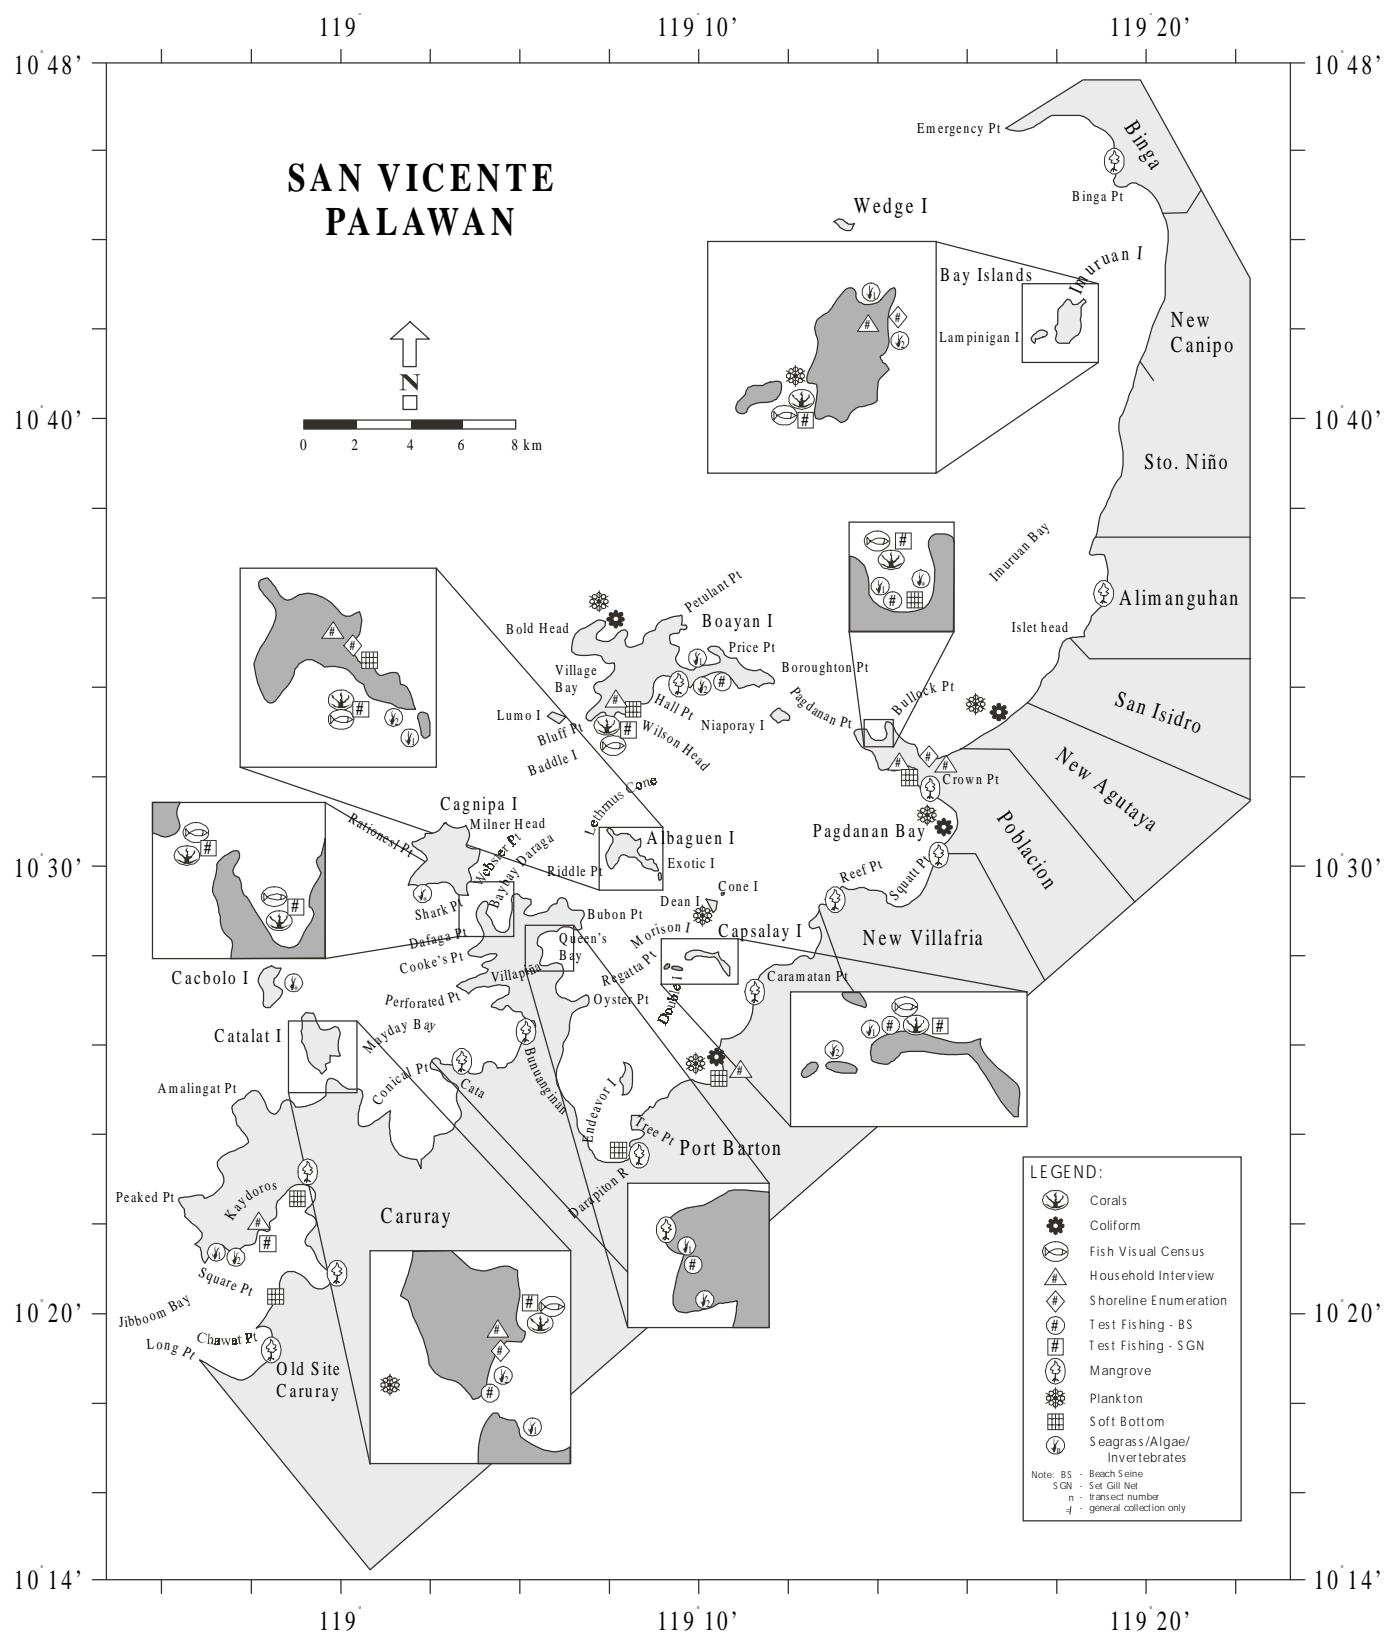 119°
119°10’
119°20’
10°48’
10°48’
Emergency Pt
Binga
SAN VICENTE
PALAWAN
Binga Pt
Wedge I
Imuruan I
Bay Islands
New
Canipo
Lampinigan I
N
10°40’
10°40’
0 2 4 6 8 km
Sto. Niño
Imuruan Bay
Petulant Pt
Alimanguhan
Bold Head
Boayan I
Islet head
Price Pt
Village
Bay
Boroughton Pt
Pagdanan Pt
Bullock Pt
San Isidro
Hall Pt
Lumo I
Niaporay I
Bluff Pt
Wilson Head
Baddle I
New Agutaya
Crown Pt
Lethmus Cone
Cagnipa I
Milner Head
Rationesl Pt
Webster Pt
Baybay Daraga
Albaguen I
Pagdanan Bay
Poblacion
10°30’
10°30’
Riddle Pt
Exotic I
Reef Pt
Squatt Pt
Cone I
Dean I
Shark Pt
Bubon Pt
Morison I
Capsalay I
New Villafria
Dafaga Pt
Queen’s
Bay
Cooke’s Pt
Villapiña
Regatta Pt
Caramatan Pt
Cacbolo I
Perforated Pt
Oyster Pt
Double I
Catalat I
Mayday Bay
Conical Pt
Cata
Bunuanginan
Endeavor I
Amalingat Pt
Tree Pt
Port Barton
Peaked Pt
Kaydoros
Darapiton R
Caruray
Square Pt
Jibboom Bay
10°20’
10°20’
Chawat Pt
Long Pt
Old Site
Caruray
LEGEND:
Corals
Coliform
Fish Visual Census
# Household Interview
# Shoreline Enumeration
# Test Fishing - BS
# Test Fishing - SGN
Mangrove
Plankton
Soft Bottom
n Seagrass/Algae/
Invertebrates
Note: BS - Beach Seine
SGN - Set Gill Net
n - transect number
- general collection only
10°14’
10°14’
119°
119°10’
119°20’